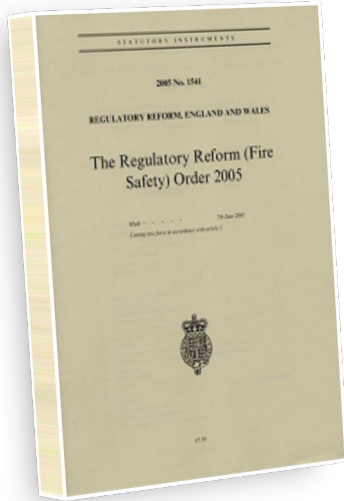 STATUTORY INSTRUMENTS
2005 No. 1541
REGULATORY REFORM, ENGLAND AND WALES
The Regulatory Reform (Fire
Safety) Order 2005
Made - - - - - 7th June 2005
Coming into force in accordance with article 1